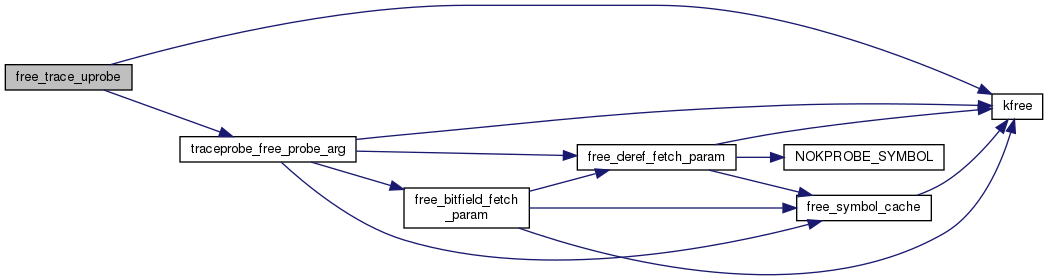 free_trace_uprobe
traceprobe_free_probe_arg
free_bitfield_fetch
_param
free_deref_fetch_param
NOKPROBE_SYMBOL
free_symbol_cache
kfree